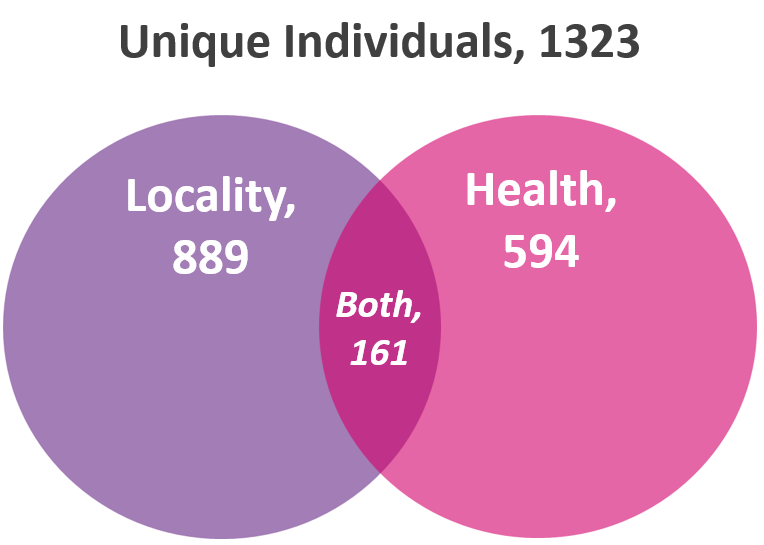 Unique Individuals, 1323
Locality,
889
Health,
594
Both,
161